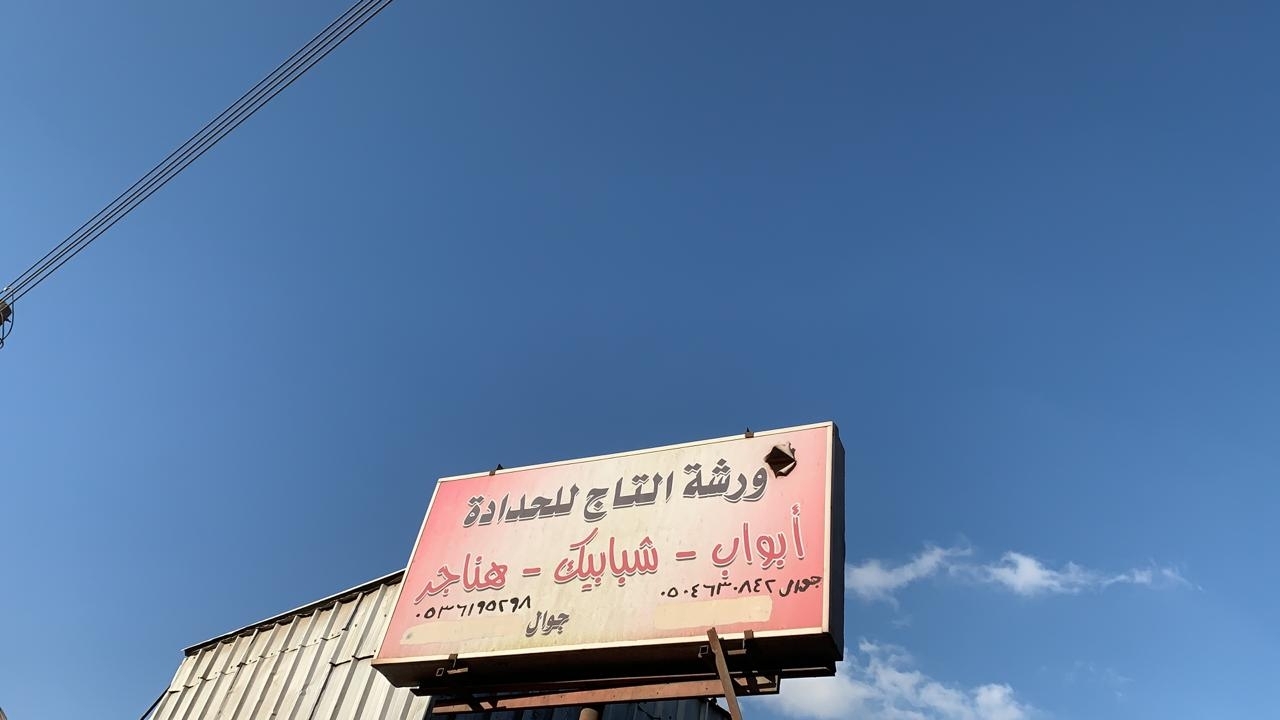 ورشة التاج للحدادة
أبواب - شبابيك - هناجر
جوال ٠٥٠٤٦٣٠٨٤٢
٠٥٣٦١٩٥٢٩٨
جوال